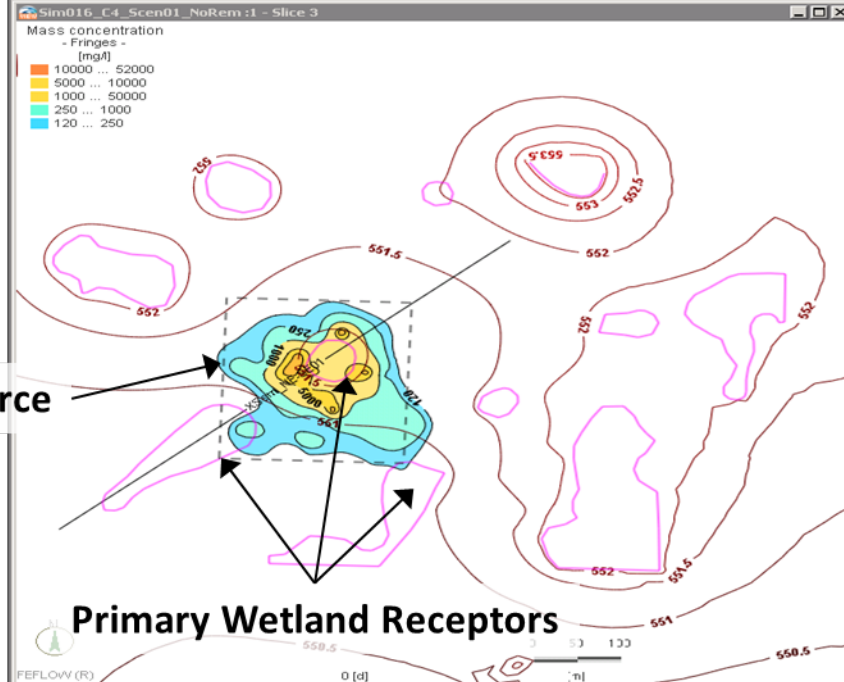 Sim016_C4_Scen01_NoRem :1 - Slice 3
Mass concentration
- Fringes -
[mg/l]
10000 ... 52000
5000 ... 10000
1000 ... 50000
250 ... 1000
120 ... 250
552
553.5
553
552.5
552
551.5
552
552
552
250
1000
5000
120
551
rce
552
551.5
551
Primary Wetland Receptors
550.5
550.5
0 50 100
FEFLOW (R)
0 [d]
[m]